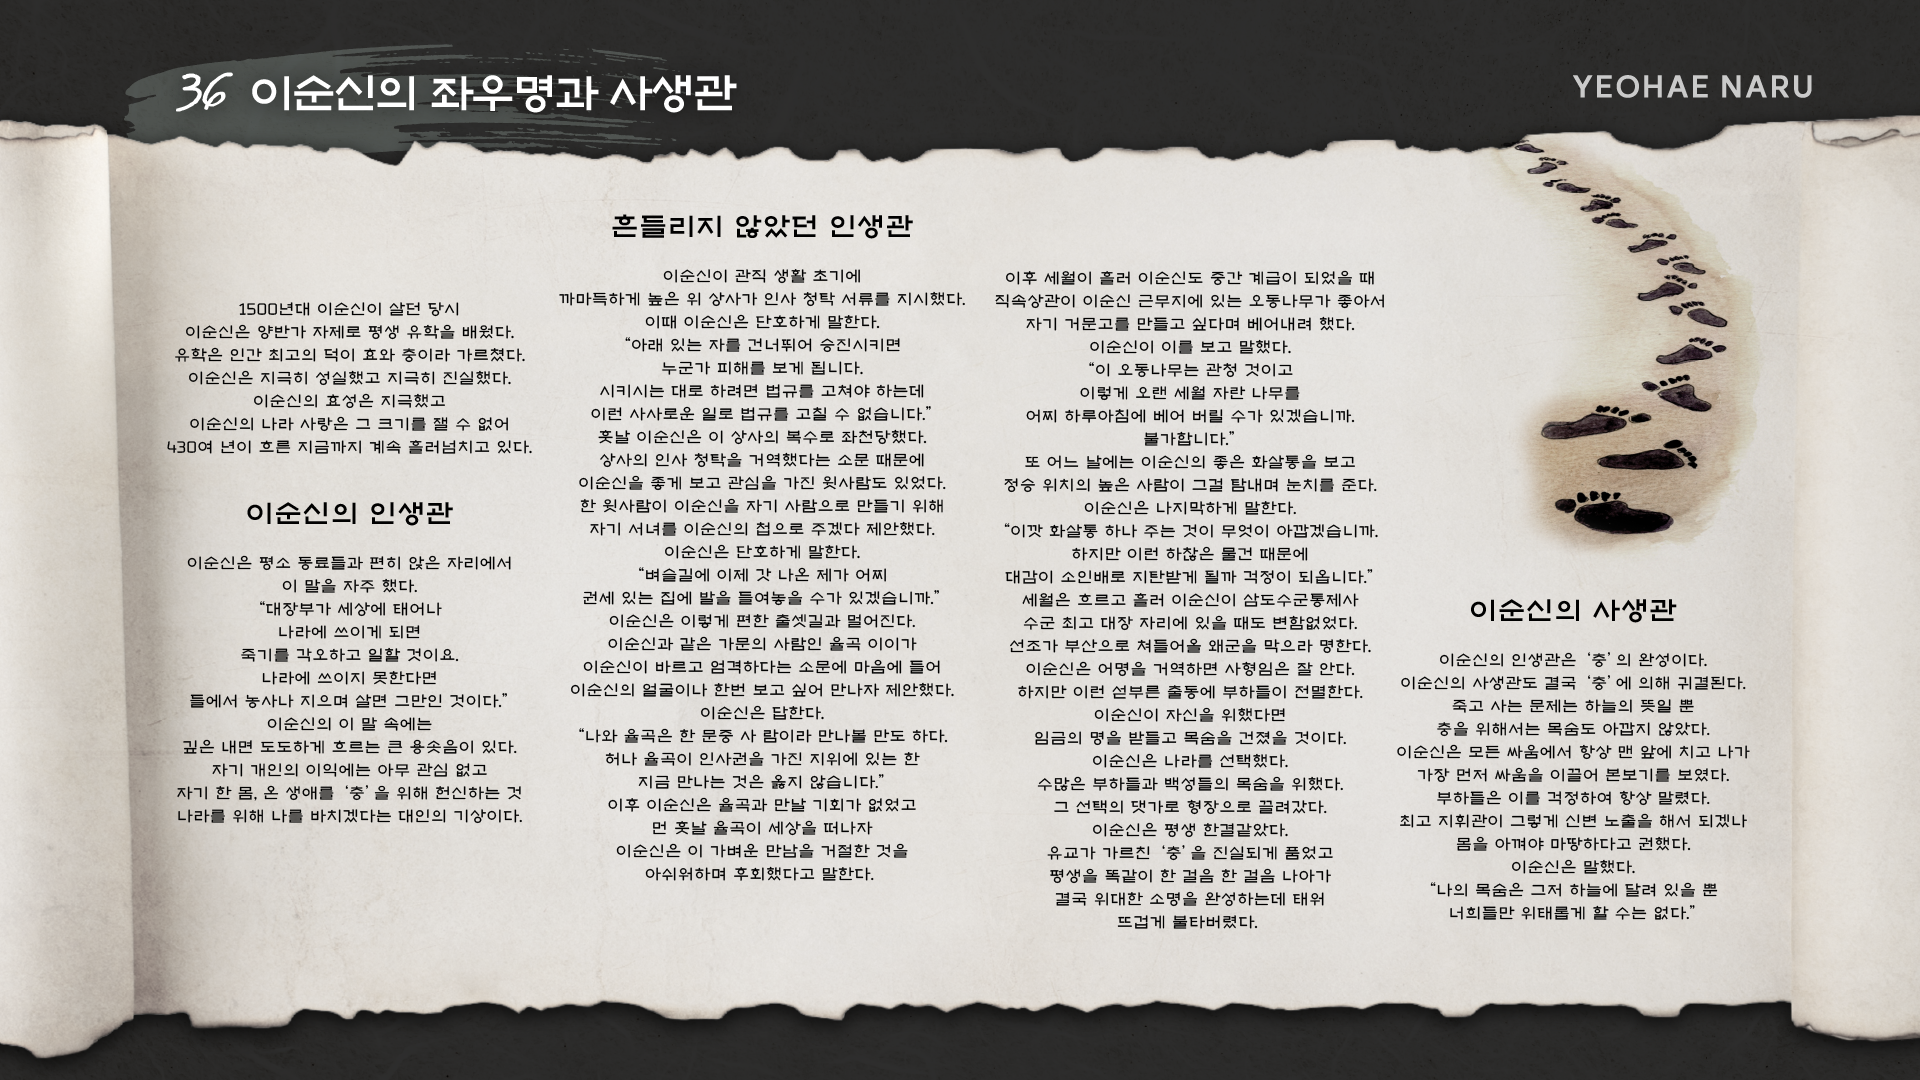 36 이순신의 좌우명과 사생관
YEOHAE NARU
1500년대 이순신이 살던 당시
이순신은 양반가 자제로 평생 유학을 배웠다.
유학은 인간 최고의 덕이 효와 충이라 가르쳤다.
이순신은 지극히 성실했고 지극히 진실했다.
이순신의 효성은 지극했고
이순신의 나라 사랑은 그 크기를 잴 수 없어
430여 년이 흐른 지금까지 계속 흘러넘치고 있다.
이순신의 인생관
이순신은 평소 동료들과 편히 앉은 자리에서
이 말을 자주 했다.
“대장부가 세상에 태어나
나라에 쓰이게 되면
죽기를 각오하고 일할 것이요.
나라에 쓰이지 못한다면
들에서 농사나 지으며 살면 그만인 것이다.”
이순신의 이 말 속에는
깊은 내면 도도하게 흐르는 큰 용솟음이 있다.
자기 개인의 이익에는 아무 관심 없고
자기 한 몸, 온 생애를 ‘충’을 위해 헌신하는 것
나라를 위해 나를 바치겠다는 대인의 기상이다.
흔들리지 않았던 인생관
이순신이 관직 생활 초기에
까마득하게 높은 위 상사가 인사 청탁 서류를 지시했다.
이때 이순신은 단호하게 말한다.
“아래 있는 자를 건너뛰어 승진시키면
누군가 피해를 보게 됩니다.
시키시는 대로 하려면 법규를 고쳐야 하는데
이런 사사로운 일로 법규를 고칠 수 없습니다.”
훗날 이순신은 이 상사의 복수로 좌천당했다.
상사의 인사 청탁을 거역했다는 소문 때문에
이순신을 좋게 보고 관심을 가진 윗사람도 있었다.
한 윗사람이 이순신을 자기 사람으로 만들기 위해
자기 서녀를 이순신의 첩으로 주겠다 제안했다.
이순신은 단호하게 말한다.
“벼슬길에 이제 갓 나온 제가 어찌
권세 있는 집에 발을 들여놓을 수가 있겠습니까.”
이순신은 이렇게 편한 출셋길과 멀어진다.
이순신과 같은 가문의 사람인 율곡 이이가
이순신이 바르고 엄격하다는 소문에 마음에 들어
이순신의 얼굴이나 한번 보고 싶어 만나자 제안했다.
이순신은 답한다.
“나와 율곡은 한 문중 사 람이라 만나볼 만도 하다.
허나 율곡이 인사권을 가진 지위에 있는 한
지금 만나는 것은 옳지 않습니다.”
이후 이순신은 율곡과 만날 기회가 없었고
먼 훗날 율곡이 세상을 떠나자
이순신은 이 가벼운 만남을 거절한 것을
아쉬워하며 후회했다고 말한다.
이후 세월이 흘러 이순신도 중간 계급이 되었을 때
직속상관이 이순신 근무지에 있는 오동나무가 좋아서
자기 거문고를 만들고 싶다며 베어내려 했다.
이순신이 이를 보고 말했다.
“이 오동나무는 관청 것이고
이렇게 오랜 세월 자란 나무를
어찌 하루아침에 베어 버릴 수가 있겠습니까.
불가합니다.”
또 어느 날에는 이순신의 좋은 화살통을 보고
정승 위치의 높은 사람이 그걸 탐내며 눈치를 준다.
이순신은 나지막하게 말한다.
“이깟 화살통 하나 주는 것이 무엇이 아깝겠습니까.
하지만 이런 하찮은 물건 때문에
대감이 소인배로 지탄받게 될까 걱정이 되옵니다.”
세월은 흐르고 흘러 이순신이 삼도수군통제사
수군 최고 대장 자리에 있을 때도 변함없었다.
선조가 부산으로 쳐들어올 왜군을 막으라 명한다.
이순신은 어명을 거역하면 사형임은 잘 안다.
하지만 이런 섣부른 출동에 부하들이 전멸한다.
이순신이 자신을 위했다면
임금의 명을 받들고 목숨을 건졌을 것이다.
이순신은 나라를 선택했다.
수많은 부하들과 백성들의 목숨을 위했다.
그 선택의 댓가로 형장으로 끌려갔다.
이순신은 평생 한결같았다.
유교가 가르친 ‘충’을 진실되게 품었고
평생을 똑같이 한 걸음 한 걸음 나아가
결국 위대한 소명을 완성하는데 태워
뜨겁게 불타버렸다.
이순신의 사생관
이순신의 인생관은 ‘충’의 완성이다.
이순신의 사생관도 결국 ‘충’에 의해 귀결된다.
죽고 사는 문제는 하늘의 뜻일 뿐
충을 위해서는 목숨도 아깝지 않았다.
이순신은 모든 싸움에서 항상 맨 앞에 치고 나가
가장 먼저 싸움을 이끌어 본보기를 보였다.
부하들은 이를 걱정하여 항상 말렸다.
최고 지휘관이 그렇게 신변 노출을 해서 되겠나
몸을 아껴야 마땅하다고 권했다.
이순신은 말했다.
“나의 목숨은 그저 하늘에 달려 있을 뿐
너희들만 위태롭게 할 수는 없다.”